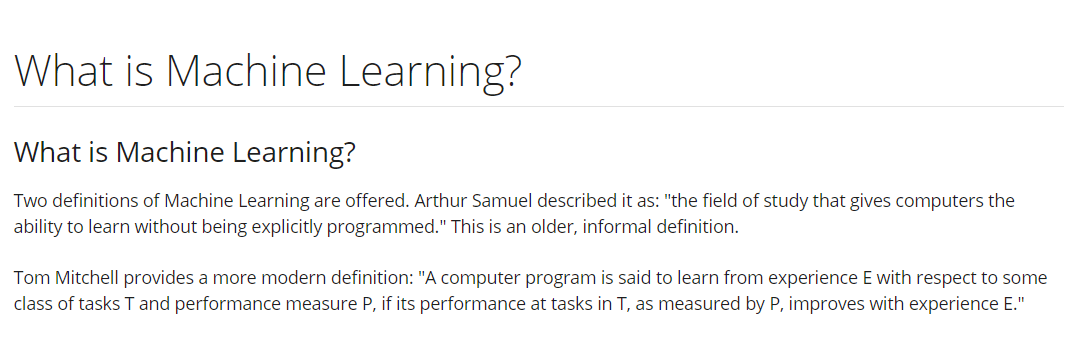 What is Machine Learning?
What is Machine Learning?
Two definitions of Machine Learning are offered. Arthur Samuel described it as: "the field of study that gives computers the
ability to learn without being explicitly programmed." This is an older, informal definition.
Tom Mitchell provides a more modern definition: "A computer program is said to learn from experience E with respect to some
class of tasks T and performance measure P, if its performance at tasks in T, as measured by P, improves with experience E."